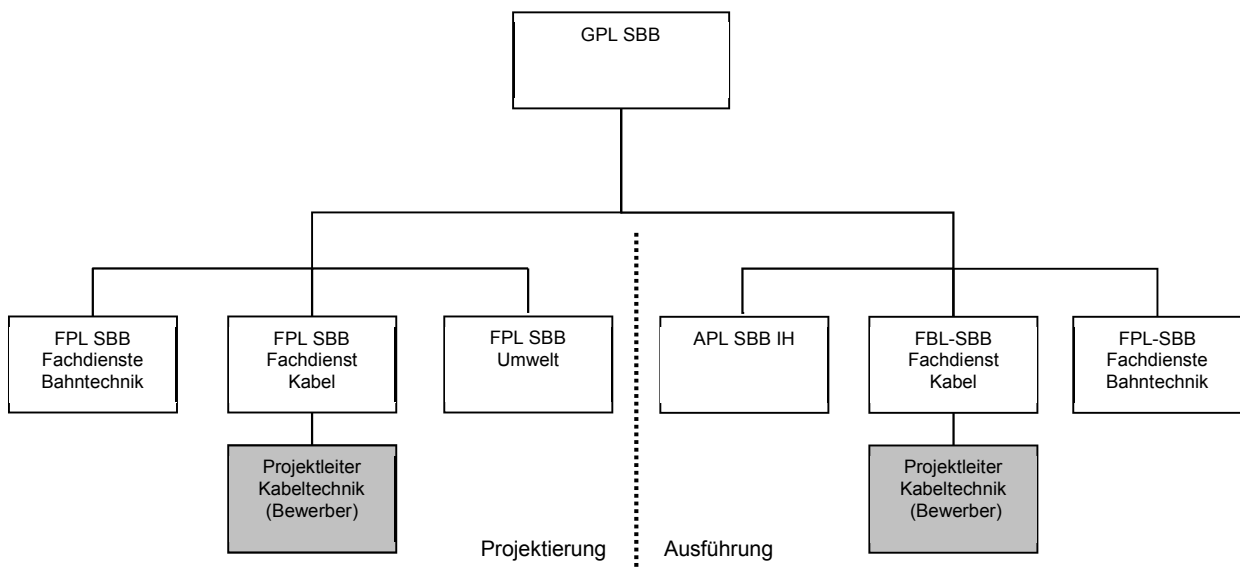 GPL SBB
FPL SBB
Fachdienste
Bahntechnik
FPL SBB
Fachdienst
Kabel
FPL SBB
Umwelt
APL SBB IH
FBL-SBB
Fachdienst
Kabel
FPL-SBB
Fachdienste
Bahntechnik
Projektleiter
Kabeltechnik
(Bewerber)
Projektleiter
Kabeltechnik
(Bewerber)
Projektierung
Ausführung